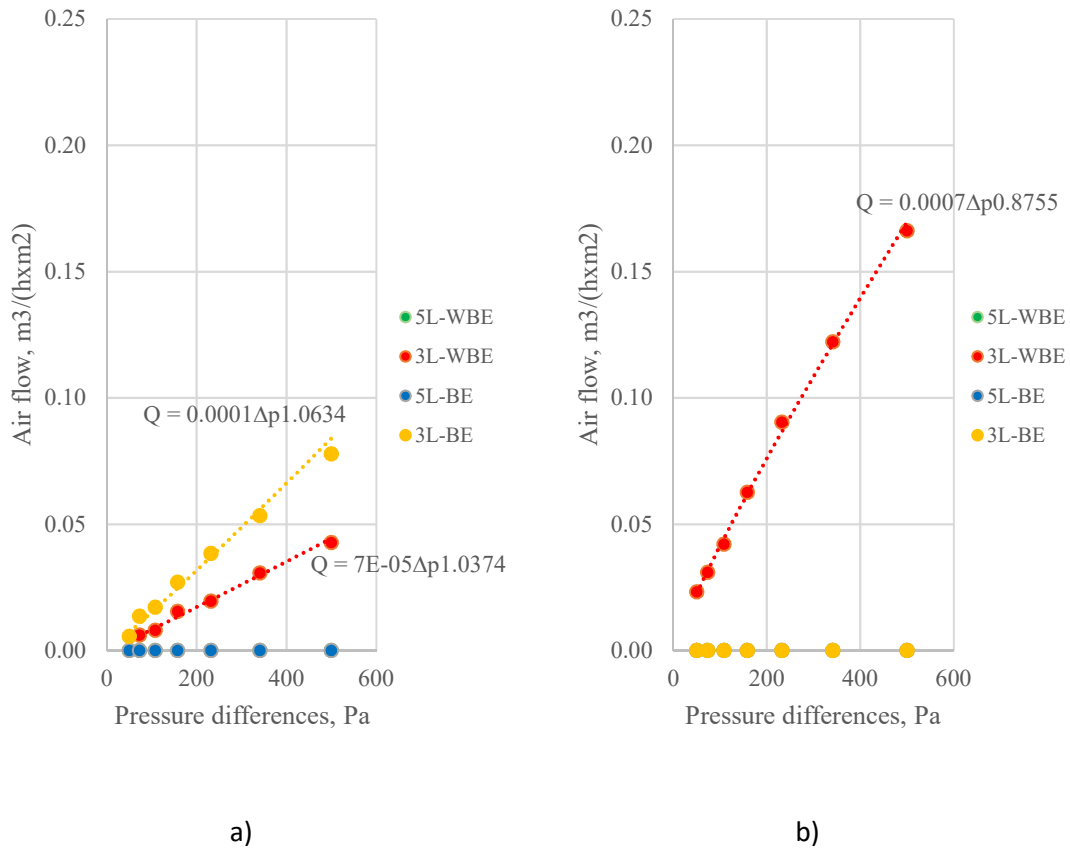 0.25
0.20
0.15
0.10
0.05
0.00
0
200
400
600
Air flow, m3/(hxm2)
Pressure differences, Pa
Q = 0.0001Δp1.0634
Q = 7E-05Δp1.0374
5L-WBE
3L-WBE
5L-BE
3L-BE
a)
0.25
0.20
0.15
0.10
0.05
0.00
0
200
400
600
Air flow, m3/(hxm2)
Pressure differences, Pa
Q = 0.0007Δp0.8755
5L-WBE
3L-WBE
5L-BE
3L-BE
b)